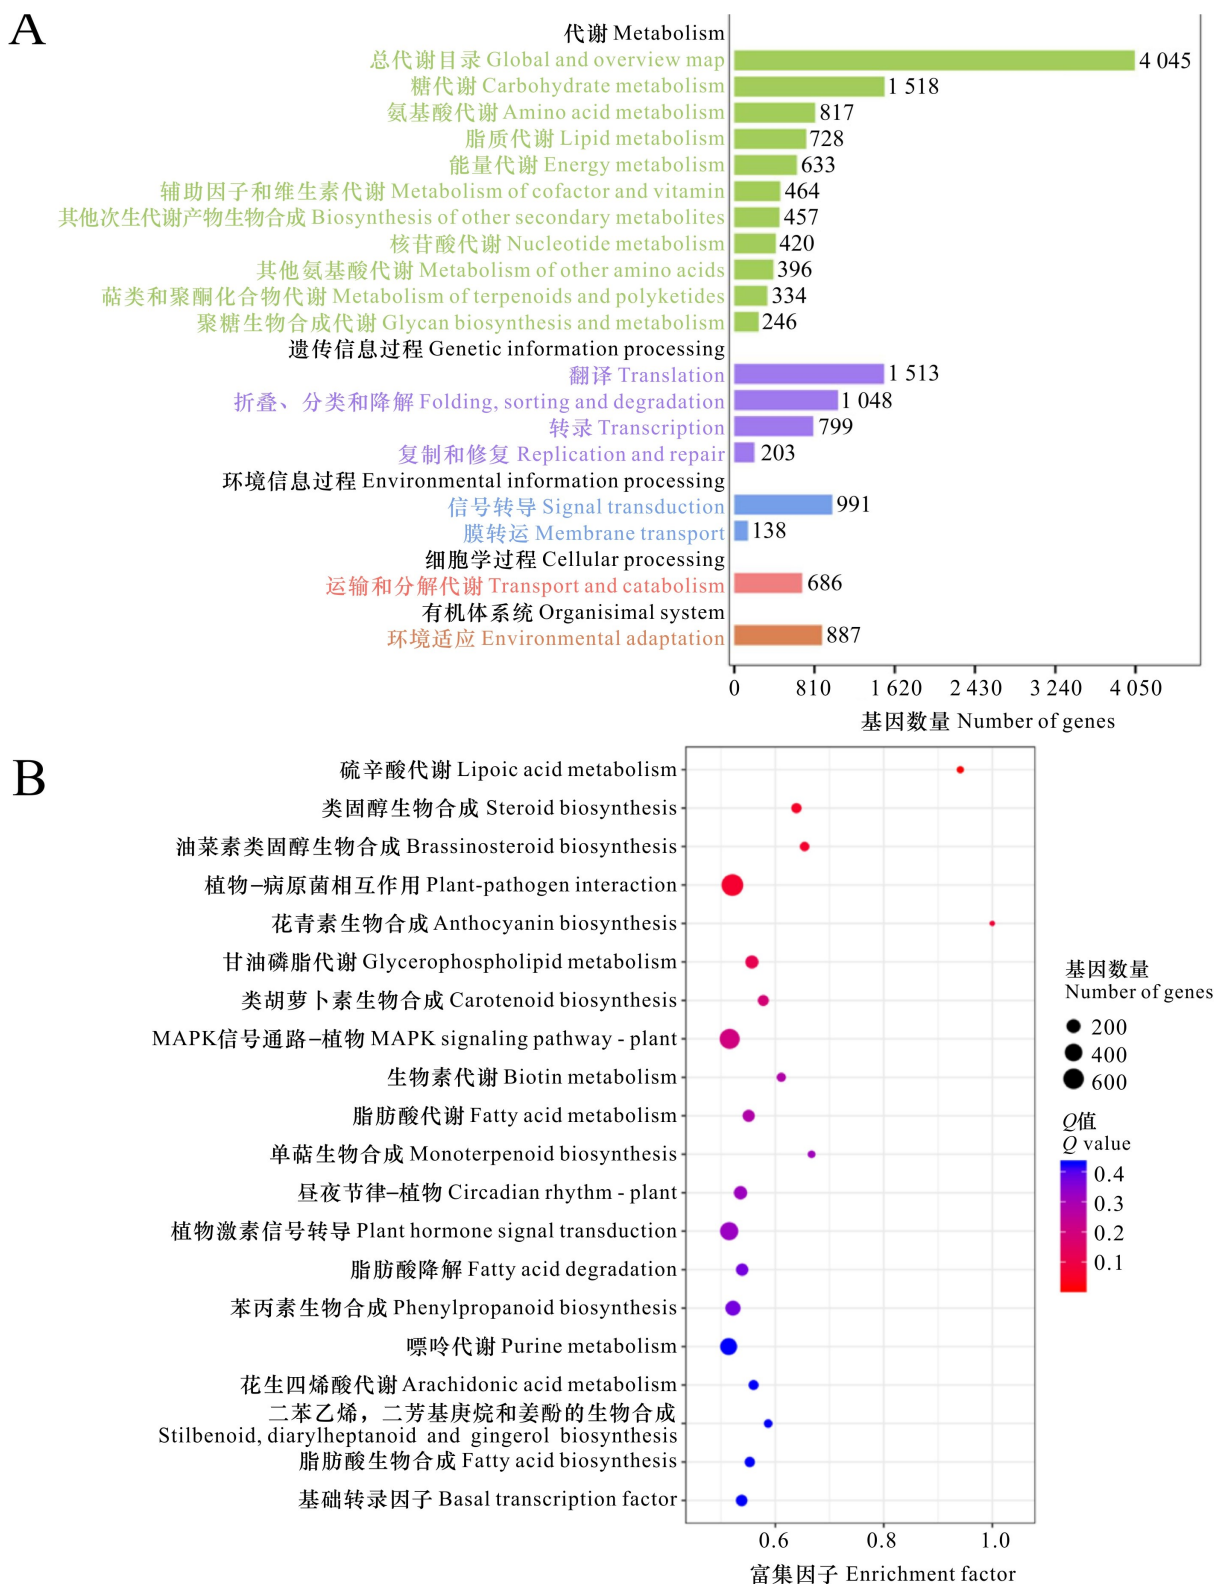 A
代谢 Metabolism
总代谢目录 Global and overview map 4 045
糖代谢 Carbohydrate metabolism 1 518
氨基酸代谢 Amino acid metabolism 817
脂质代谢 Lipid metabolism 728
能量代谢 Energy metabolism 633
辅助因子和维生素代谢 Metabolism of cofactor and vitamin 464
其他次生代谢产物生物合成 Biosynthesis of other secondary metabolites 457
核苷酸代谢 Nucleotide metabolism 420
其他氨基酸代谢 Metabolism of other amino acids 396
萜类和聚酮化合物代谢 Metabolism of terpenoids and polyketides 334
聚糖生物合成代谢 Glycan biosynthesis and metabolism 246
遗传信息过程 Genetic information processing
翻译 Translation 1 513
折叠、分类和降解 Folding, sorting and degradation 1 048
转录 Transcription 799
复制和修复 Replication and repair 203
环境信息过程 Environmental information processing
信号转导 Signal transduction 991
膜转运 Membrane transport 138
细胞学过程 Cellular processing
运输和分解代谢 Transport and catabolism 686
有机体系统 Organisimal system
环境适应 Environmental adaptation 887
0 810 1 620 2 430 3 240 4 050
基因数量 Number of genes
B
硫辛酸代谢 Lipoic acid metabolism
类固醇生物合成 Steroid biosynthesis
油菜素类固醇生物合成 Brassinosteroid biosynthesis
植物–病原菌相互作用 Plant-pathogen interaction
花青素生物合成 Anthocyanin biosynthesis
甘油磷脂代谢 Glycerophospholipid metabolism
类胡萝卜素生物合成 Carotenoid biosynthesis
MAPK信号通路–植物 MAPK signaling pathway - plant
生物素代谢 Biotin metabolism
脂肪酸代谢 Fatty acid metabolism
单萜生物合成 Monoterpenoid biosynthesis
昼夜节律–植物 Circadian rhythm - plant
植物激素信号转导 Plant hormone signal transduction
脂肪酸降解 Fatty acid degradation
苯丙素生物合成 Phenylpropanoid biosynthesis
嘌呤代谢 Purine metabolism
花生四烯酸代谢 Arachidonic acid metabolism
二苯乙烯，二芳基庚烷和姜酚的生物合成
Stilbenoid, diarylheptanoid and gingerol biosynthesis
脂肪酸生物合成 Fatty acid biosynthesis
基础转录因子 Basal transcription factor
0.6 0.8 1.0
富集因子 Enrichment factor
基因数量
Number of genes
200
400
600
Q值
Q value
0.4
0.3
0.2
0.1